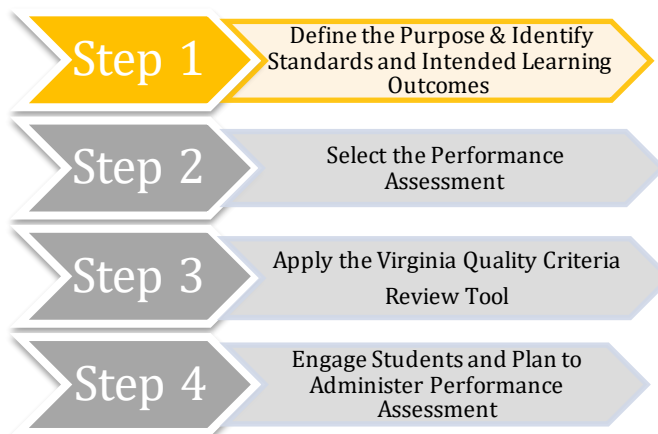 Step 1
Define the Purpose & Identify
Standards and Intended Learning
Outcomes
Step 2
Select the Performance
Assessment
Step 3
Apply the Virginia Quality Criteria
Review Tool
Step 4
Engage Students and Plan to
Administer Performance
Assessment